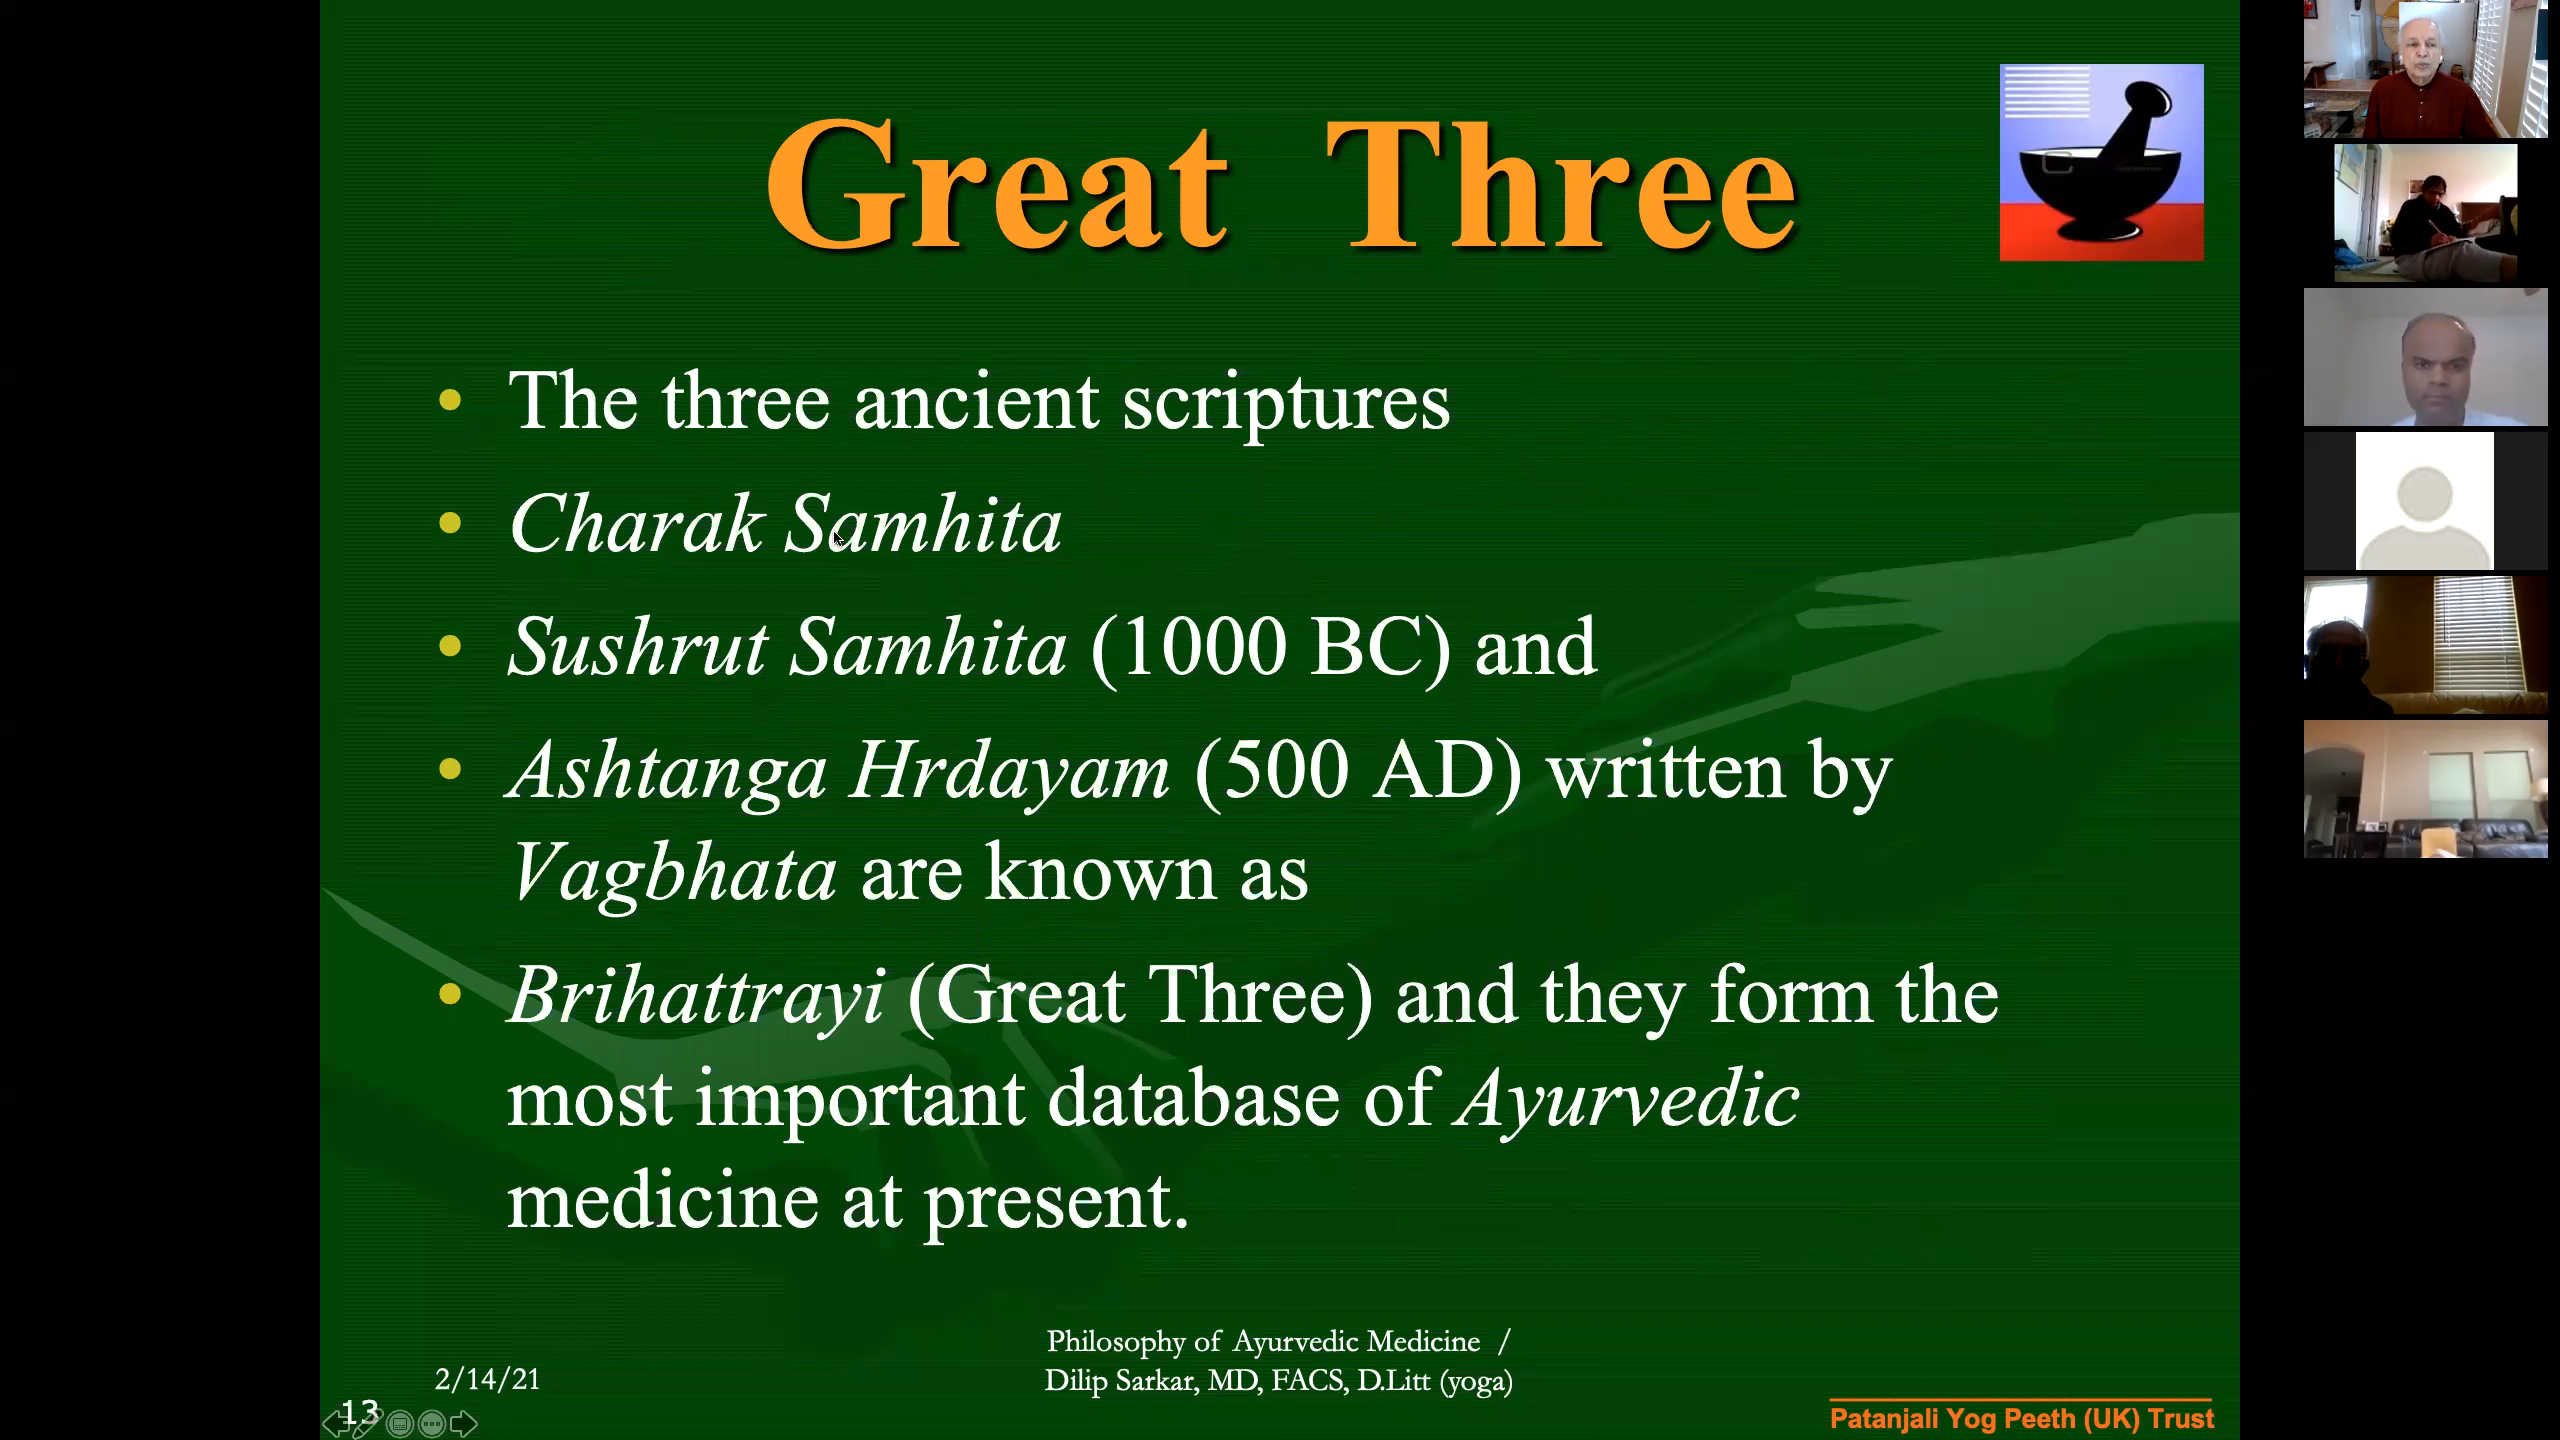 Great Three
• The three ancient scriptures
• Charak Samhita
• Sushrut Samhita (1000 BC) and
• Ashtanga Hrdayam (500 AD) written by
Vagbhata are known as
• Brihattrayi (Great Three) and they form the
most important database of Ayurvedic
medicine at present.
Philosophy of Ayurvedic Medicine /
Dilip Sarkar, MD, FACS, D.Litt (yoga)
2/14/21
13
Patanjali Yog Peeth (UK) Trust